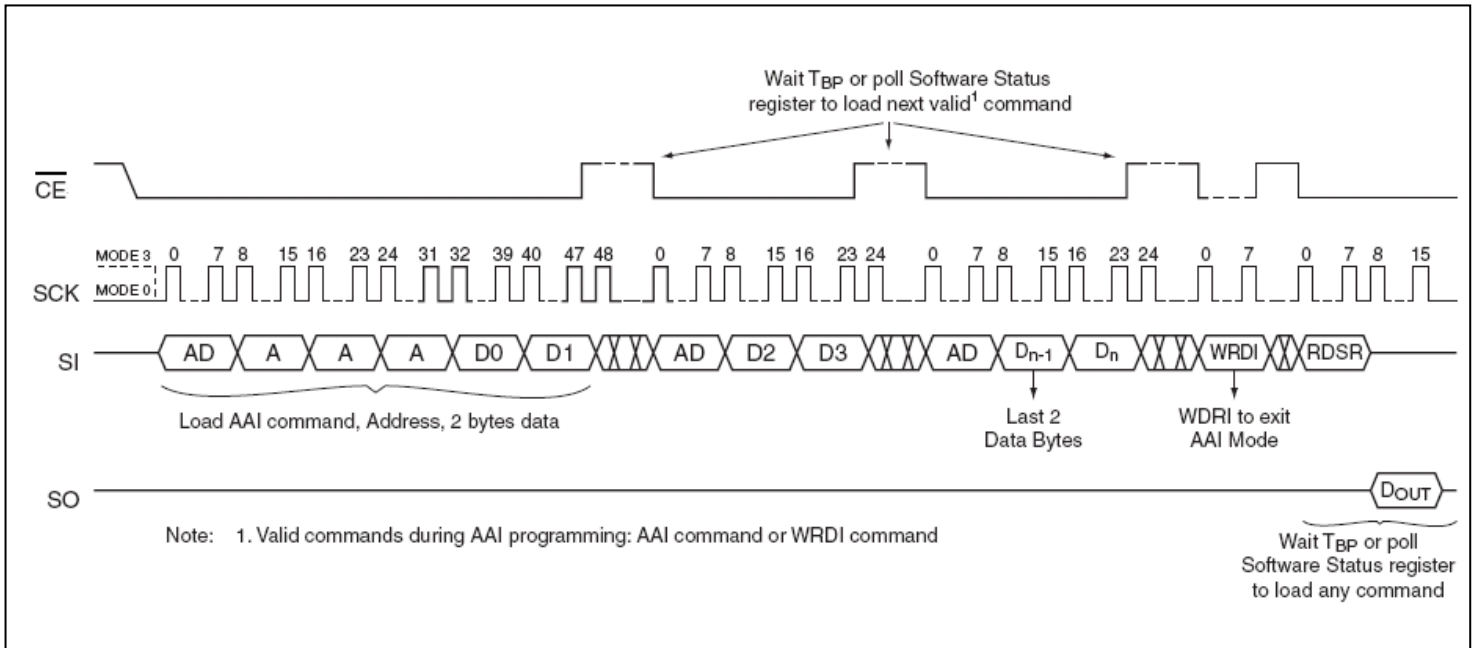 Wait TBP or poll Software Status
register to load next valid1 command
CE
MODE 3
0 7 8 15 16 23 24 31 32 39 40 47 48 0 7 8 15 16 23 24 0 7 8 15 16 23 24 0 7 0 7 8 15
SCK
MODE 0
SI
AD A A A D0 D1 AD D2 D3 AD Dn-1 Dn WRDI RDSR
Load AAI command, Address, 2 bytes data
Last 2
Data Bytes
WDRI to exit
AAI Mode
SO
DOUT
Note: 1. Valid commands during AAI programming: AAI command or WRDI command
Wait TBP or poll
Software Status register
to load any command